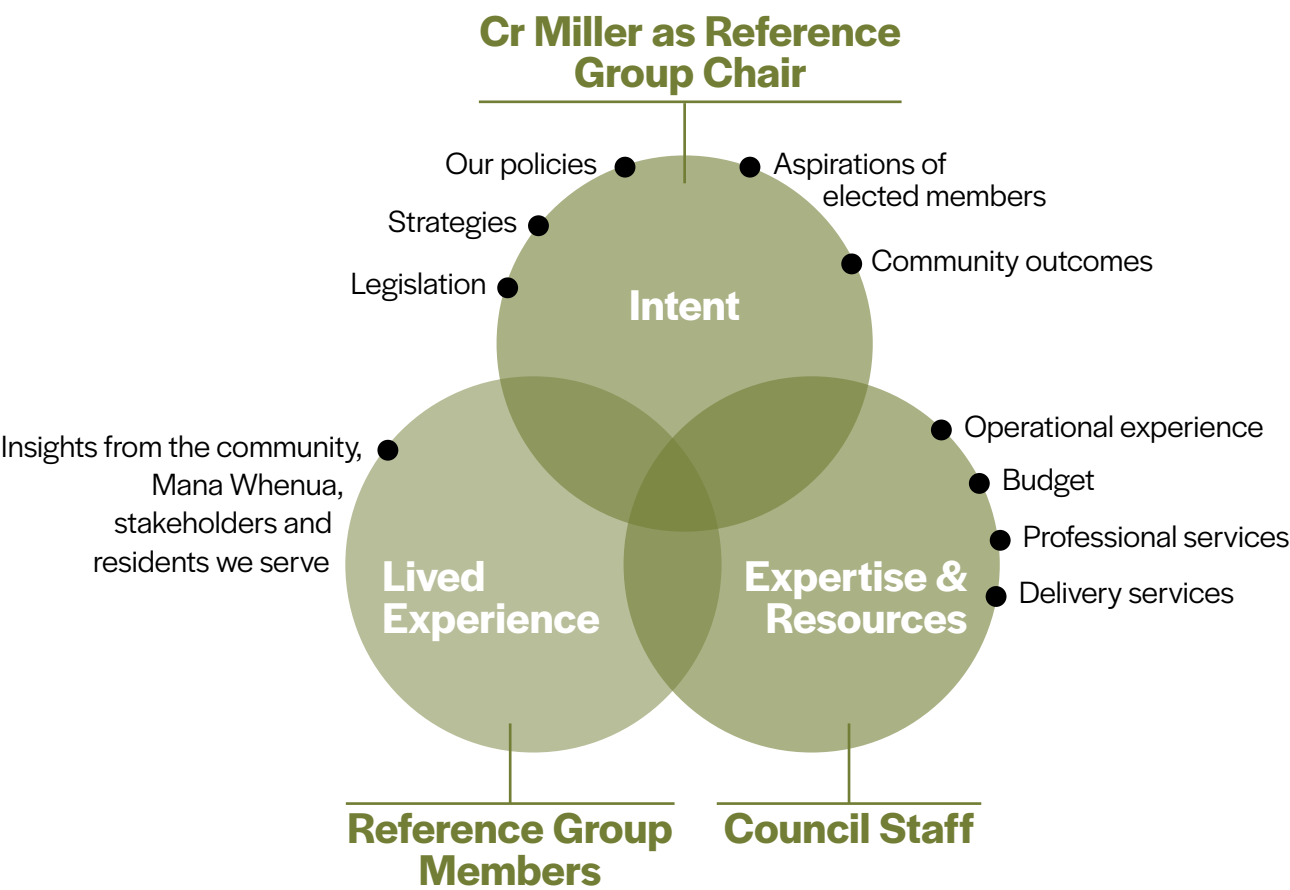 Cr Miller as Reference
Group Chair
Our policies
Aspirations of
elected members
Strategies
Community outcomes
Legislation
Intent
Insights from the community,
Mana Whenua,
stakeholders and
residents we serve
Operational experience
Budget
Professional services
Delivery services
Lived
Experience
Expertise &
Resources
Reference Group
Members
Council Staff